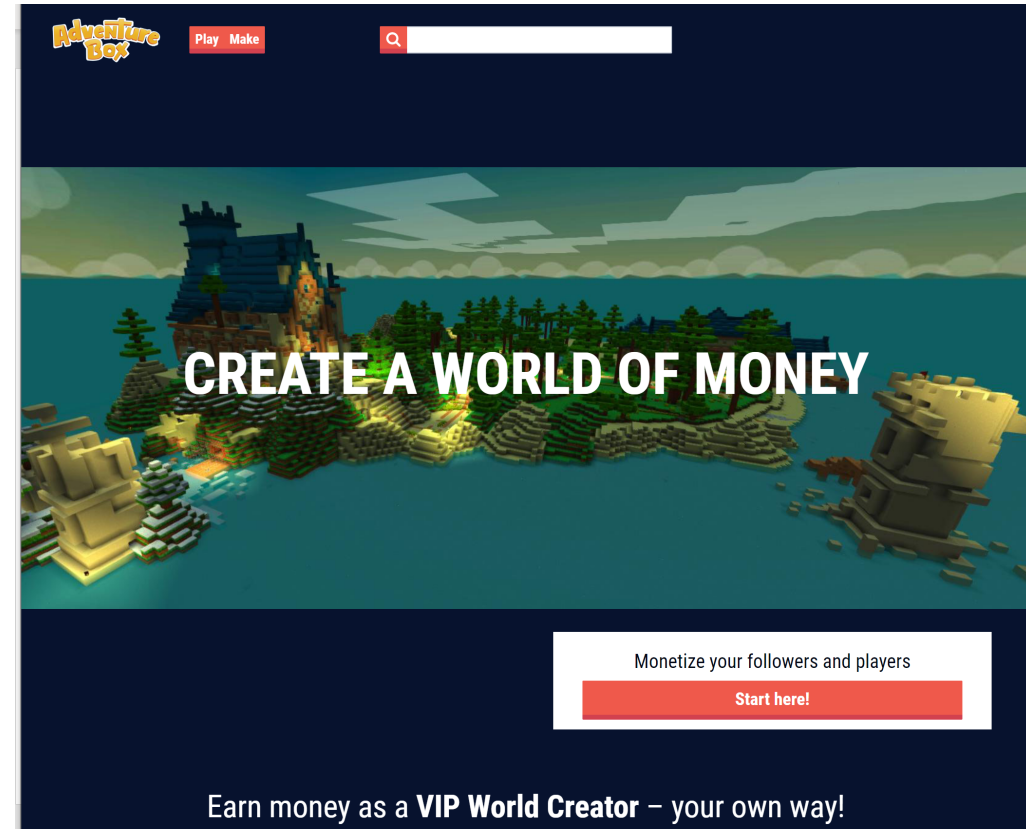 Adventure
Box
Play Make
CREATE A WORLD OF MONEY
Monetize your followers and players
Start here!
Earn money as a VIP World Creator – your own way!